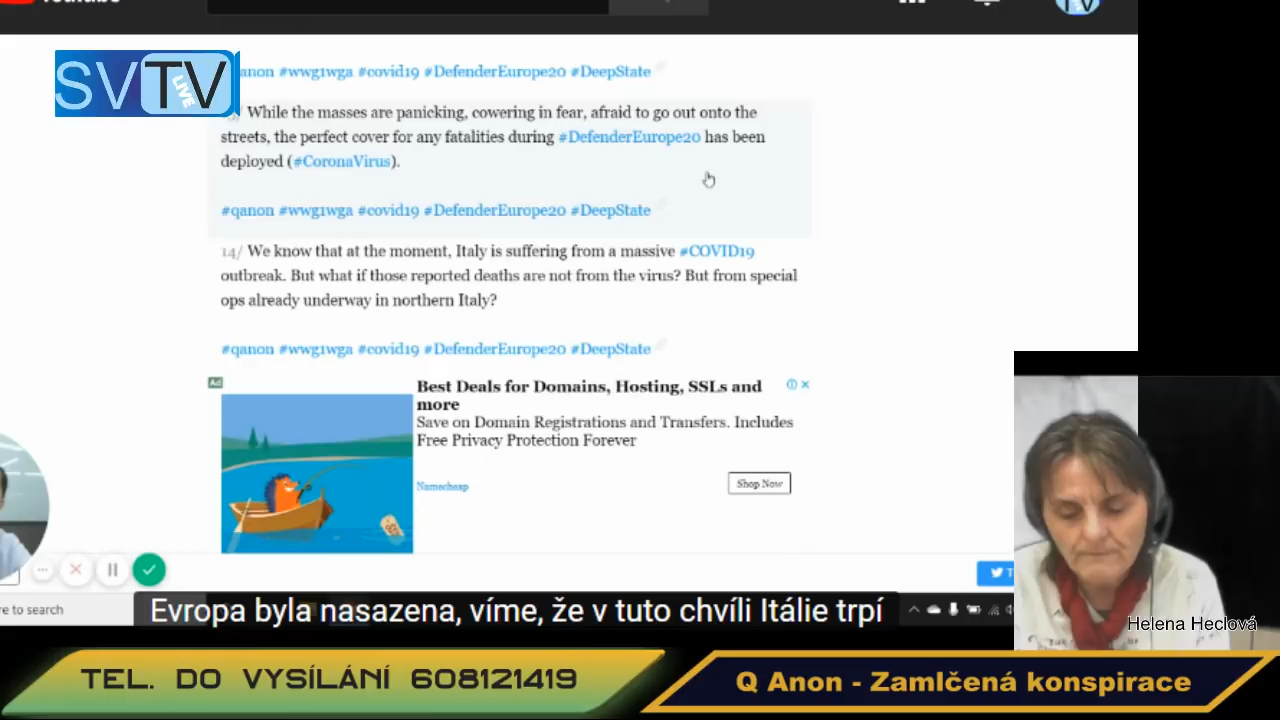 YouTube
SVTV
LIVE
TV
anon #wwg1wga #covid19 #DefenderEurope20 #DeepState
While the masses are panicking, cowering in fear, afraid to go out onto the
streets, the perfect cover for any fatalities during #DefenderEurope20 has been
deployed (#CoronaVirus).
#qanon #wwg1wga #covid19 #DefenderEurope20 #DeepState
14/ We know that at the moment, Italy is suffering from a massive #COVID19
outbreak. But what if those reported deaths are not from the virus? But from special
ops already underway in northern Italy?
#qanon #wwg1wga #covid19 #DefenderEurope20 #DeepState
Ad
Best Deals for Domains, Hosting, SSLs and
more
Save on Domain Registrations and Transfers. Includes
Free Privacy Protection Forever
Namecheap
Shop Now
re to search
Evropa byla nasazena, víme, že v tuto chvíli Itálie trpí
Helena Heclová
TEL. DO VYSÍLÁNÍ 608121419
Q Anon - Zamlčená konspirace